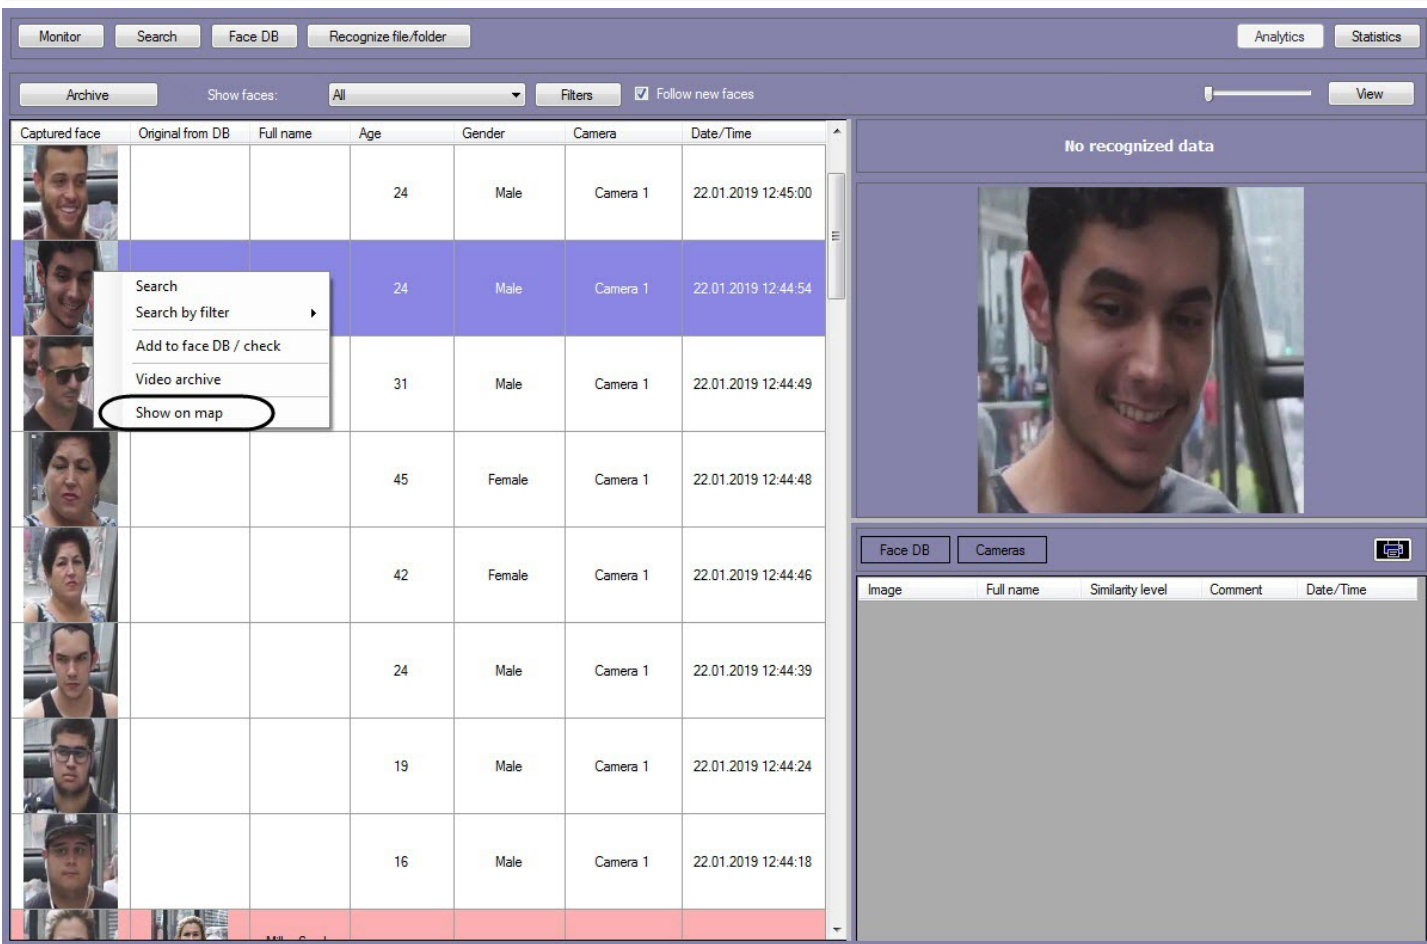 Monitor Search Face DB Recognize file/folder Analytics Statistics
Archive Show faces: All Filters Follow new faces View
Captured face Original from DB Full name Age Gender Camera Date/Time
No recognized data
24 Male Camera 1 22.01.2019 12:45:00
24 Male Camera 1 22.01.2019 12:44:54
Search
Search by filter
Add to face DB / check
Video archive
Show on map
31 Male Camera 1 22.01.2019 12:44:49
45 Female Camera 1 22.01.2019 12:44:48
42 Female Camera 1 22.01.2019 12:44:46
24 Male Camera 1 22.01.2019 12:44:39
19 Male Camera 1 22.01.2019 12:44:24
16 Male Camera 1 22.01.2019 12:44:18
Face DB Cameras
Image Full name Similarity level Comment Date/Time